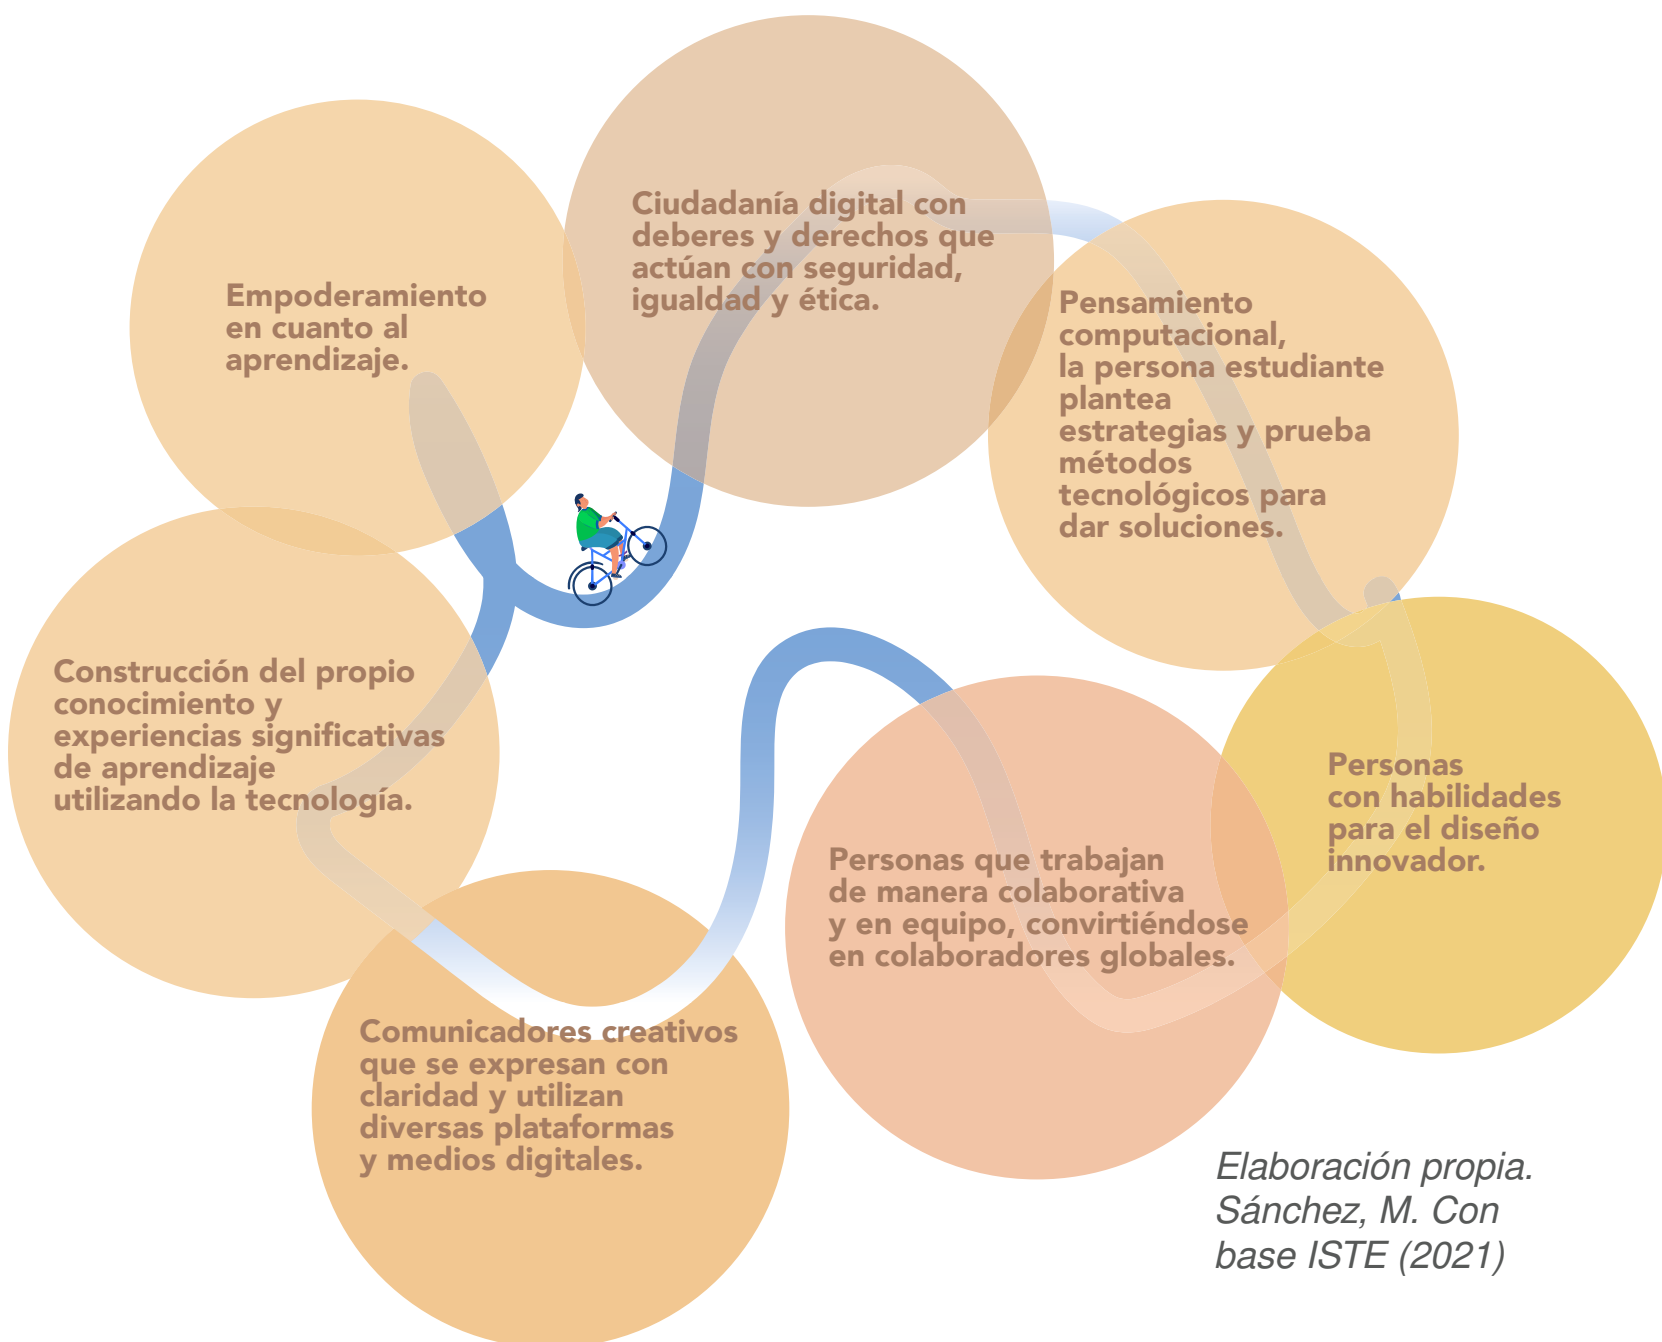 Empoderamiento
en cuanto al
aprendizaje.
Ciudadanía digital con
deberes y derechos que
actúan con seguridad,
igualdad y ética.
Pensamiento
computacional,
la persona estudiante
plantea
estrategias y prueba
métodos
tecnológicos para
dar soluciones.
Construcción del propio
conocimiento y
experiencias significativas
de aprendizaje
utilizando la tecnología.
Personas
con habilidades
para el diseño
innovador.
Personas que trabajan
de manera colaborativa
y en equipo, convirtiéndose
en colaboradores globales.
Comunicadores creativos
que se expresan con
claridad y utilizan
diversas plataformas
y medios digitales.
Elaboración propia.
Sánchez, M. Con
base ISTE (2021)